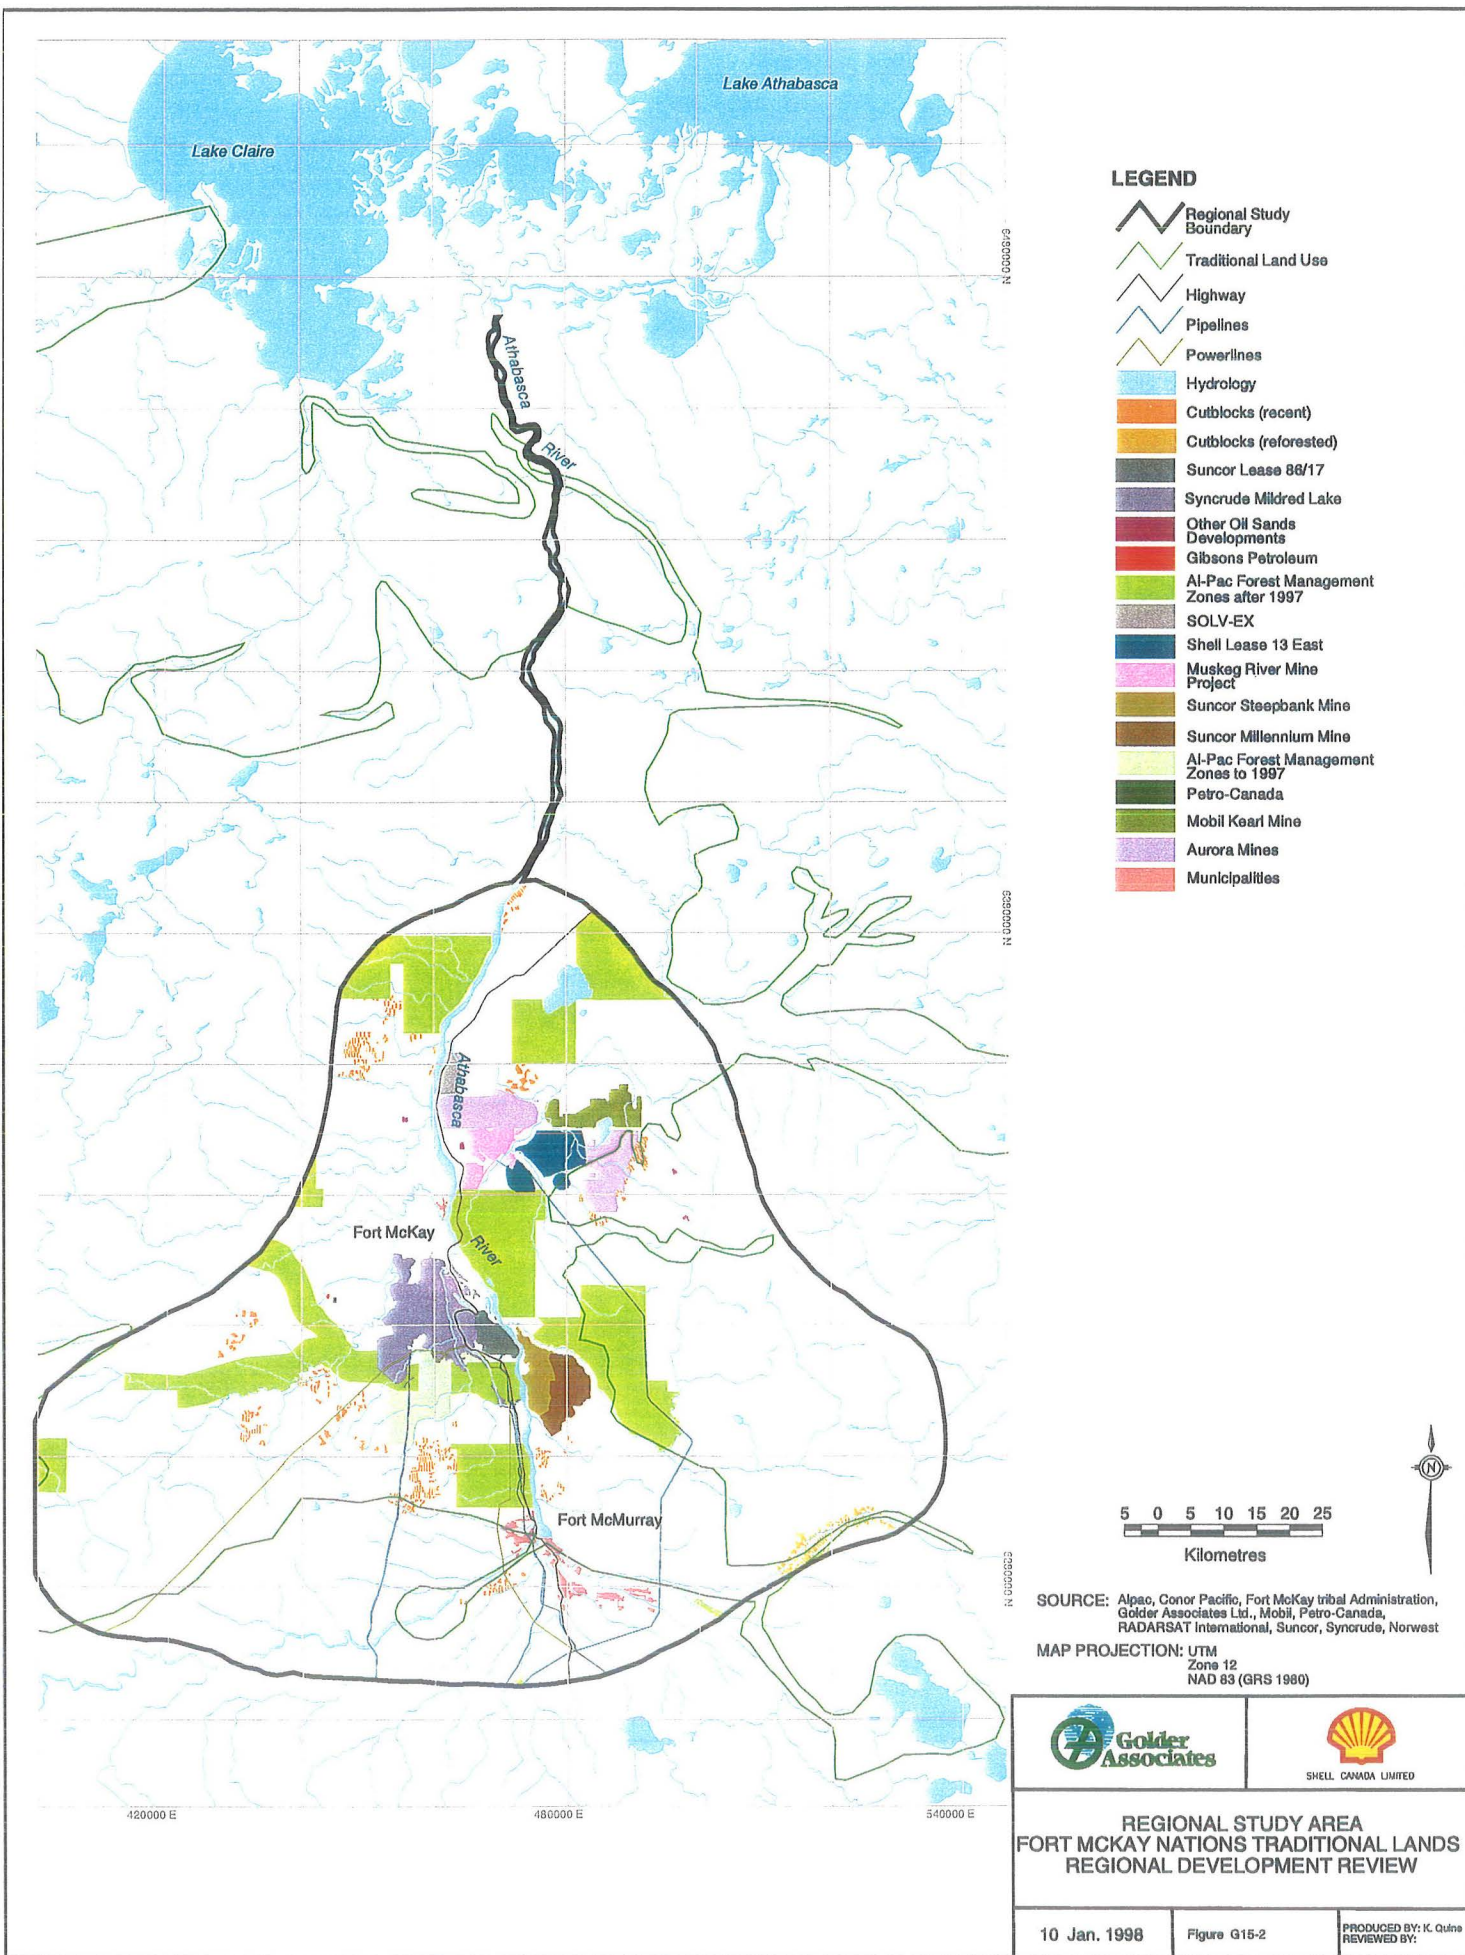 Lake Athabasca
Lake Claire
Athabasca
River
Athabasca
Fort McKay
River
Fort McMurray
6480000 N
6380000 N
6280000 N
420000 E
480000 E
540000 E
LEGEND
Regional Study
Boundary
Traditional Land Use
Highway
Pipelines
Powerlines
Hydrology
Cutblocks (recent)
Cutblocks (reforested)
Suncor Lease 86/17
Syncrude Mildred Lake
Other Oil Sands
Developments
Gibsons Petroleum
Al-Pac Forest Management
Zones after 1997
SOLV-EX
Shell Lease 13 East
Muskeg River Mine
Project
Suncor Steepbank Mine
Suncor Millennium Mine
Al-Pac Forest Management
Zones to 1997
Petro-Canada
Mobil Kearl Mine
Aurora Mines
Municipalities
N
5 0 5 10 15 20 25
Kilometres
SOURCE: Alpac, Conor Pacific, Fort McKay tribal Administration,
Golder Associates Ltd., Mobil, Petro-Canada,
RADARSAT International, Suncor, Syncrude, Norwest
MAP PROJECTION: UTM
Zone 12
NAD 83 (GRS 1980)
Golder
Associates
SHELL CANADA LIMITED
REGIONAL STUDY AREA
FORT MCKAY NATIONS TRADITIONAL LANDS
REGIONAL DEVELOPMENT REVIEW
10 Jan. 1998
Figure G15-2
PRODUCED BY: K. Quinn
REVIEWED BY: